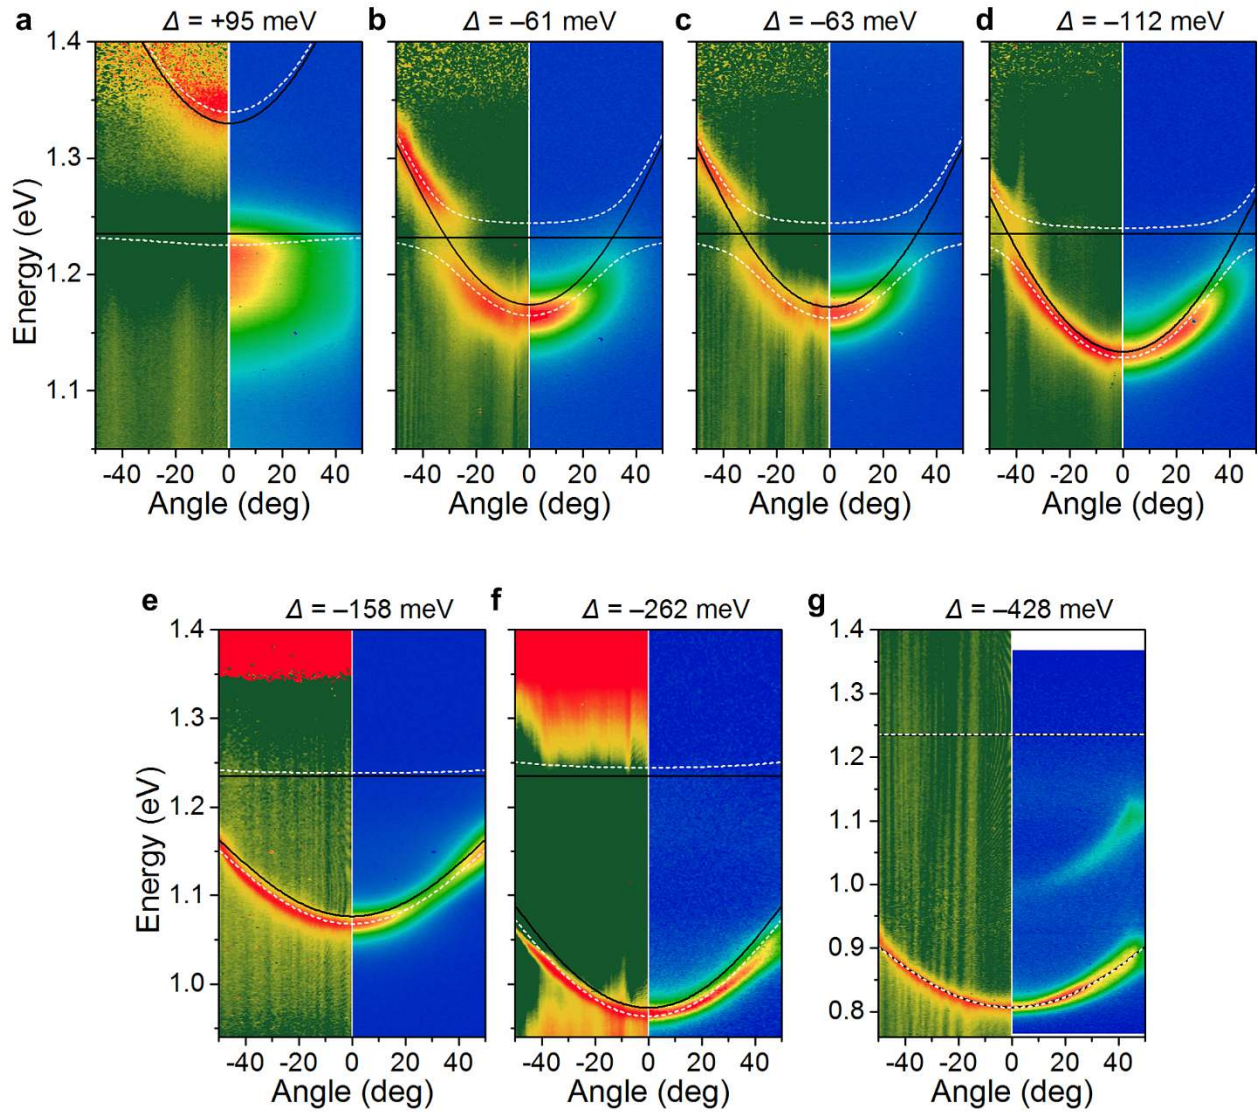 a Δ = +95 meV b Δ = –61 meV c Δ = –63 meV d Δ = –112 meV
1.4
1.3
1.2
1.1
Energy (eV)
-40 -20 0 20 40 -40 -20 0 20 40 -40 -20 0 20 40 -40 -20 0 20 40
Angle (deg) Angle (deg) Angle (deg) Angle (deg)
e Δ = –158 meV f Δ = –262 meV g Δ = –428 meV
1.4 1.4
1.3 1.3
1.2 1.2
1.1 1.1
1.0 1.0
0.9
0.8
Energy (eV)
-40 -20 0 20 40 -40 -20 0 20 40 -40 -20 0 20 40
Angle (deg) Angle (deg) Angle (deg)